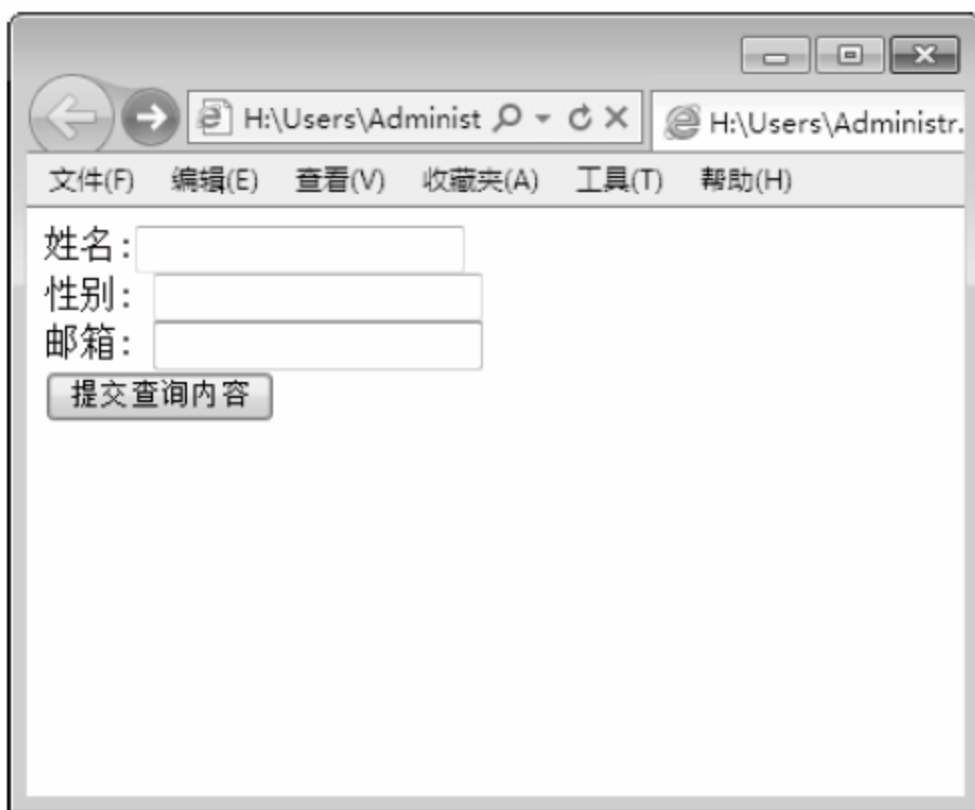 H:\Users\Administ
H:\Users\Administr.
文件(F) 编辑(E) 查看(V) 收藏夹(A) 工具(T) 帮助(H)
姓名:
性别:
邮箱:
提交查询内容